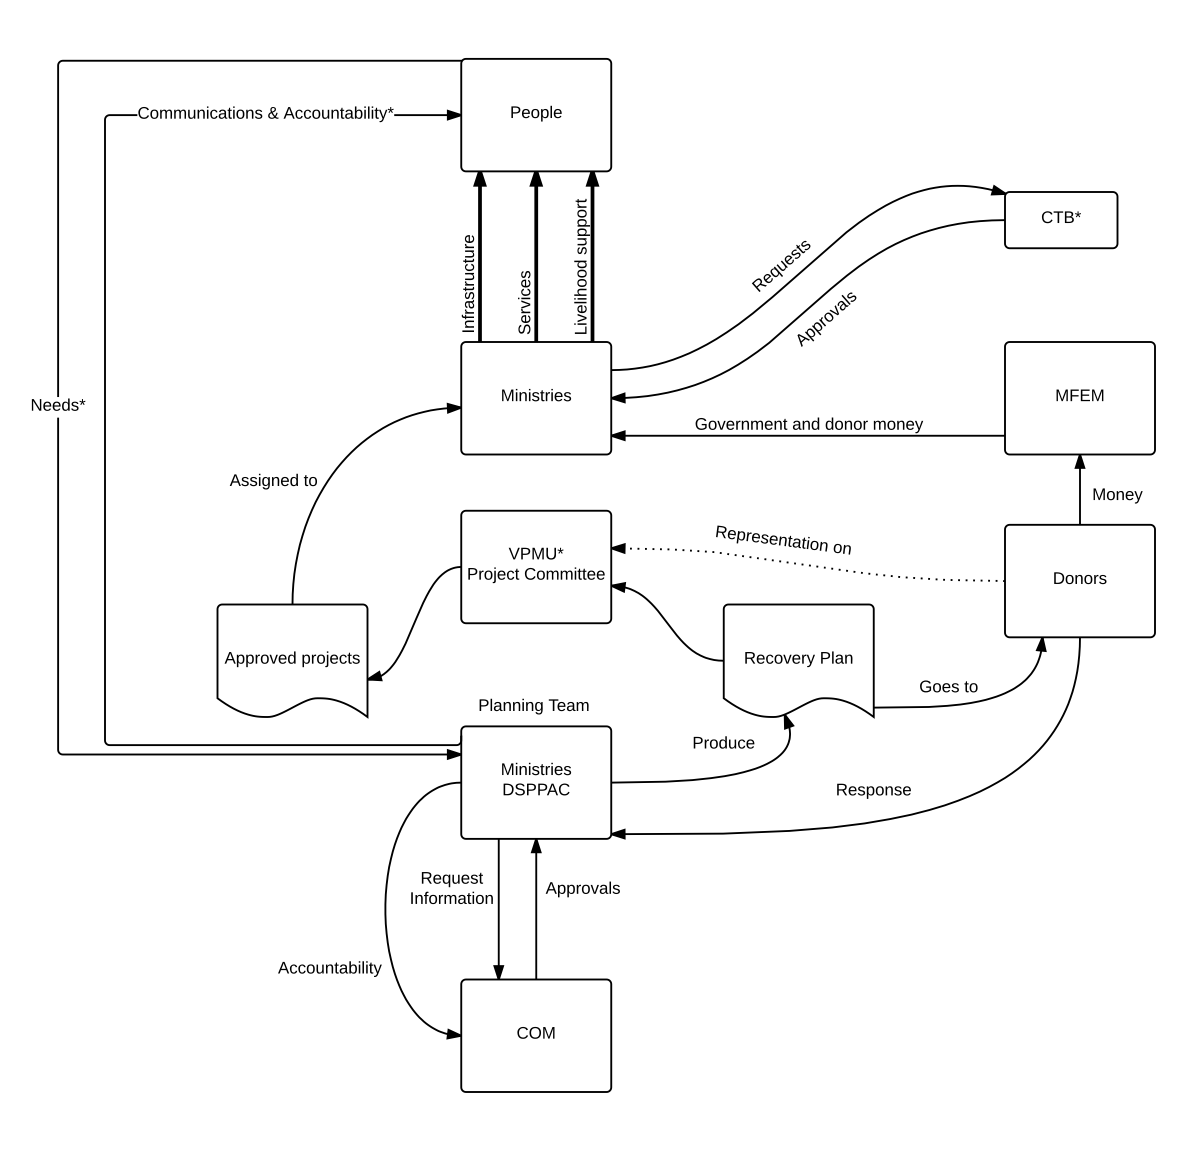 People
Communications & Accountability*
Infrastructure
Services
Livelihood support
Requests
CTB*
Approvals
Needs*
Ministries
MFEM
Government and donor money
Assigned to
Money
VPMU*
Project Committee
Representation on
Donors
Approved projects
Recovery Plan
Goes to
Planning Team
Produce
Ministries
DSPPAC
Response
Request
Information
Approvals
Accountability
COM